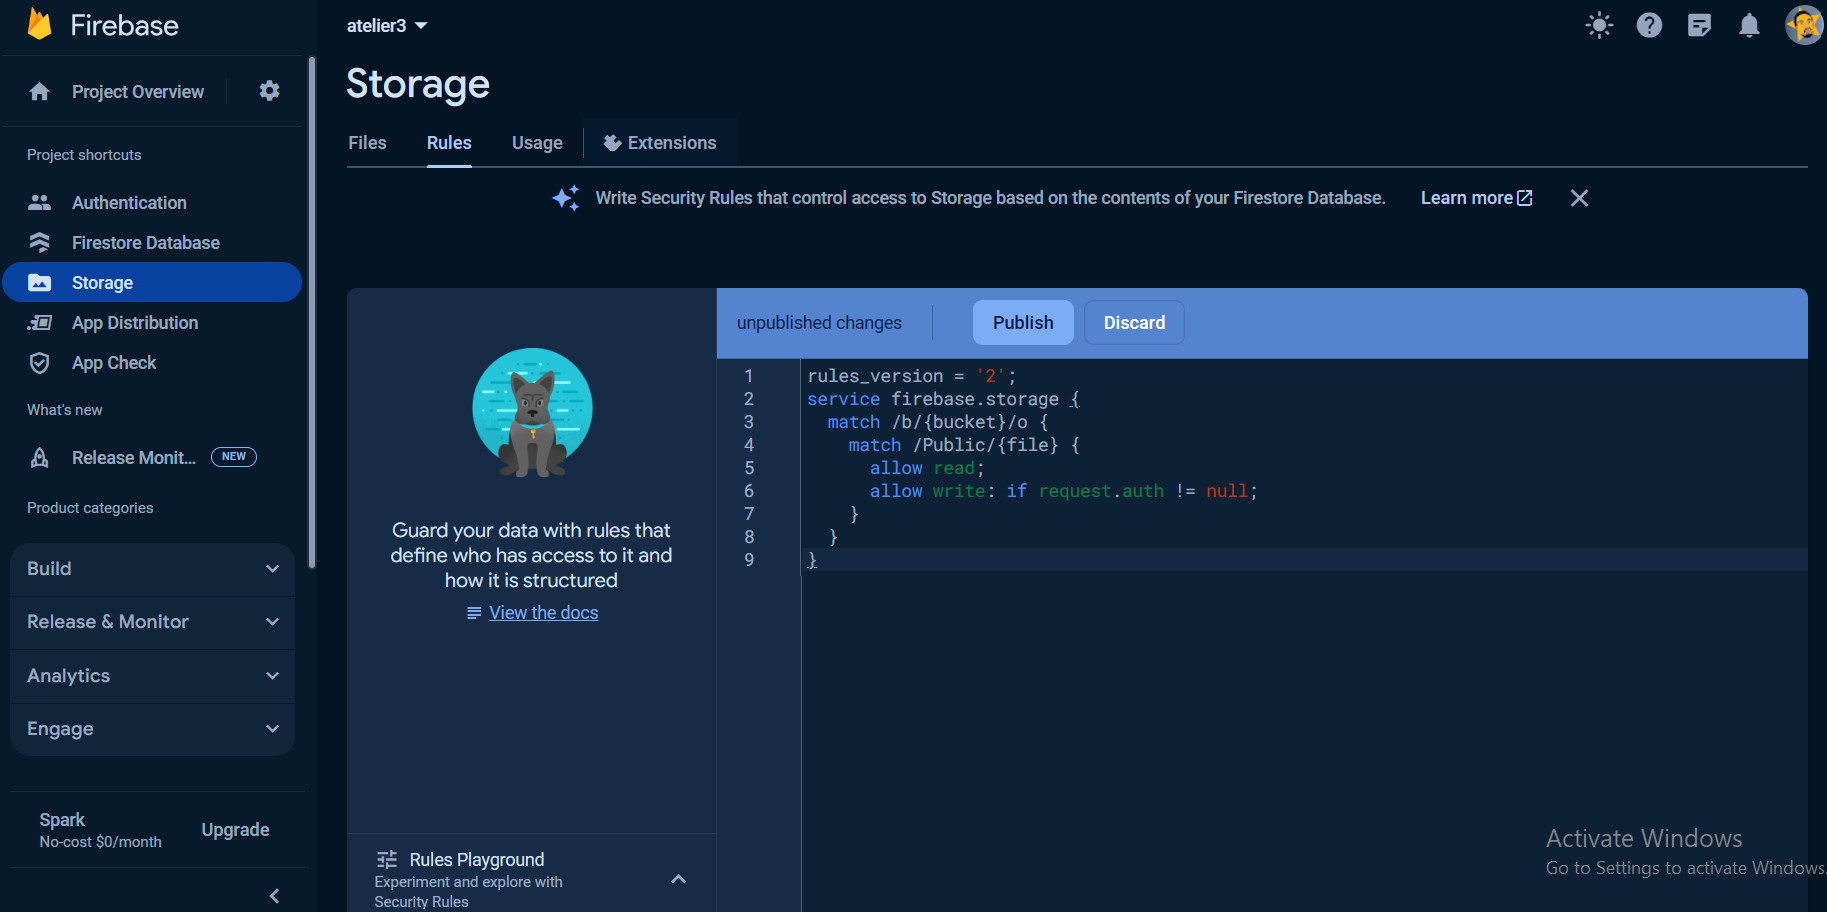 Firebase
atelier3
Project Overview
Storage
Files
Rules
Usage
Extensions
Project shortcuts
Authentication
Firestore Database
Storage
App Distribution
App Check
What's new
Release Monit... NEW
Product categories
Build
Release & Monitor
Analytics
Engage
Spark
No-cost $0/month
Upgrade
Write Security Rules that control access to Storage based on the contents of your Firestore Database. Learn more
Guard your data with rules that
define who has access to it and
how it is structured
View the docs
Rules Playground
Experiment and explore with
Security Rules
unpublished changes
Publish
Discard
1 rules_version = '2';
2 service firebase.storage {
3 match /b/{bucket}/o {
4 match /Public/{file} {
5 allow read;
6 allow write: if request.auth != null;
7 }
8 }
9 }
Activate Windows
Go to Settings to activate Windows.